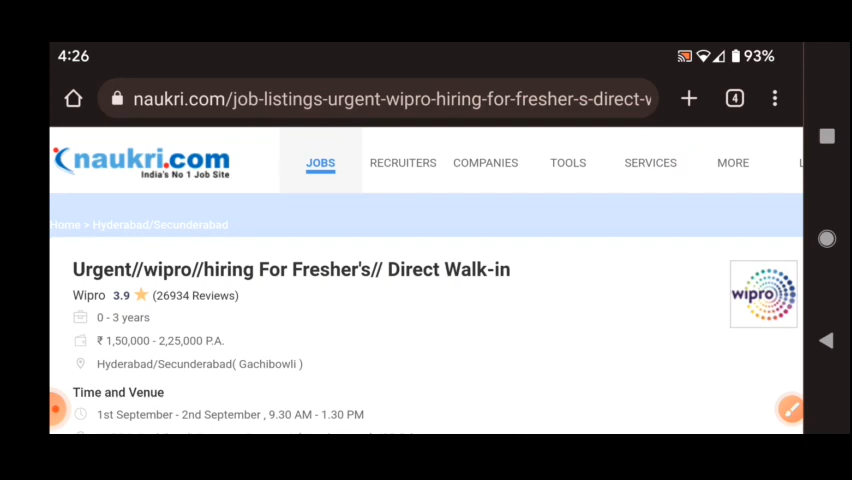 4:26
93%
naukri.com/job-listings-urgent-wipro-hiring-for-fresher-s-direct-v
4
naukri.com
India's No 1 Job Site
JOBS
RECRUITERS
COMPANIES
TOOLS
SERVICES
MORE
Home > Hyderabad/Secunderabad
Urgent//wipro//hiring For Fresher's// Direct Walk-in
Wipro 3.9 (26934 Reviews)
wipro
0 - 3 years
₹ 1,50,000 - 2,25,000 P.A.
Hyderabad/Secunderabad( Gachibowli )
Time and Venue
1st September - 2nd September , 9.30 AM - 1.30 PM